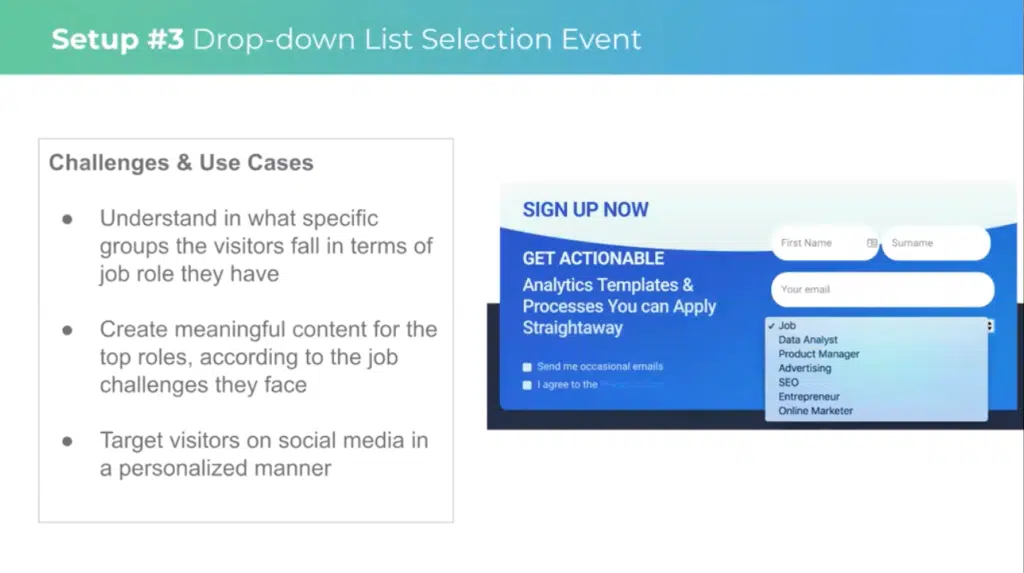 Setup #3 Drop-down List Selection Event
Challenges & Use Cases
● Understand in what specific
groups the visitors fall in terms of
job role they have
● Create meaningful content for the
top roles, according to the job
challenges they face
● Target visitors on social media in
a personalized manner
SIGN UP NOW
GET ACTIONABLE
Analytics Templates &
Processes You can Apply
Straightaway
Send me occasional emails
I agree to the
First Name
Surname
Your email
✓ Job
Data Analyst
Product Manager
Advertising
SEO
Entrepreneur
Online Marketer